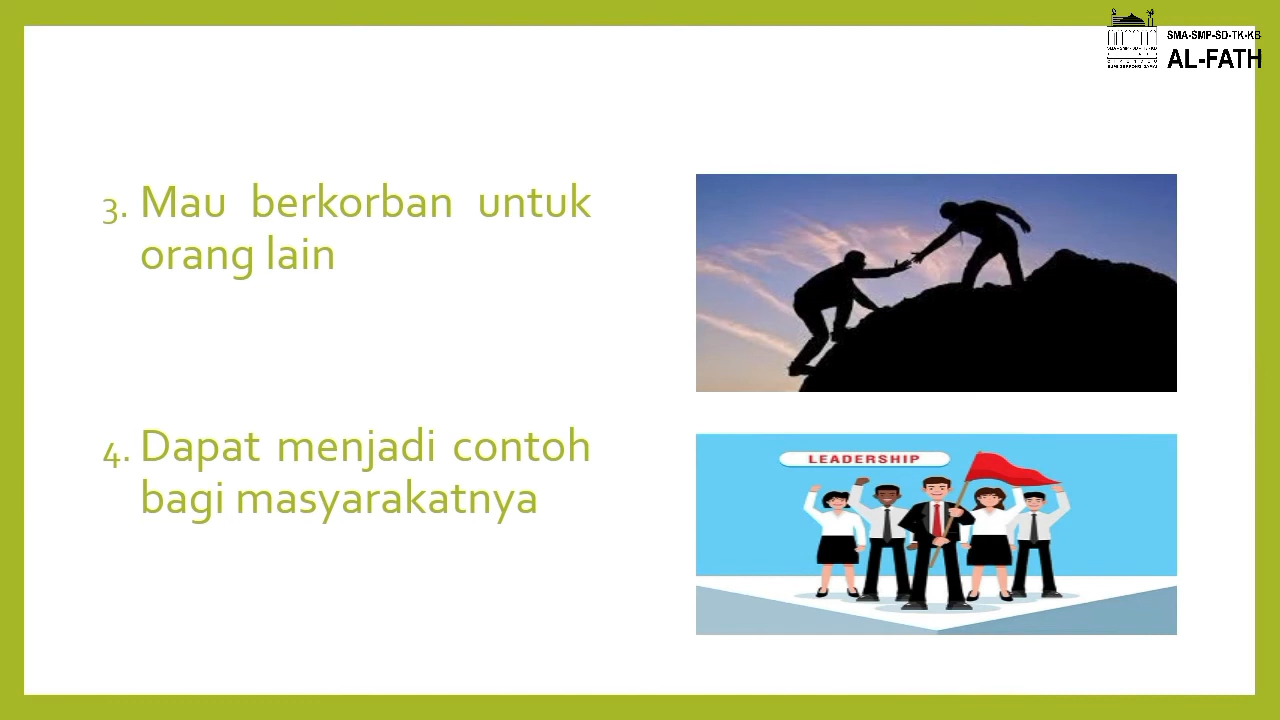 SMA-SMP-SD-TK-KB
AL-FATH
3. Mau berkorban untuk
orang lain
4. Dapat menjadi contoh
bagi masyarakatnya
LEADERSHIP